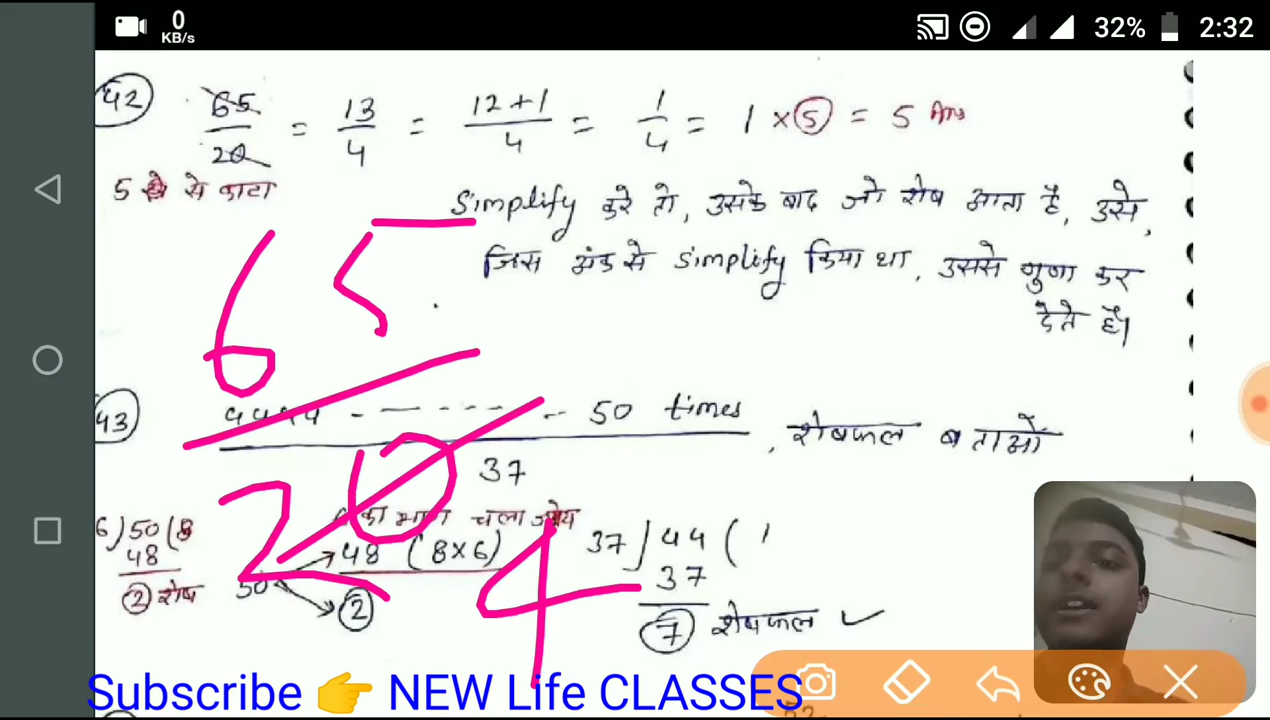 0 KB/s 32% 2:32
42 65/20 = 13/4 = 12+1/4 = 1/4 = 1 × 5 = 5 Ans
5 से काटा
Simplify करे तो, उसके बाद जो शेष आता है, उसे,
जिस अंक से simplify किया था, उससे गुणा कर
देते है।
65
20
4
43 4444 - - - - - - - 50 times
37 , शेषफल बताओं
का भाग चला जायेय
6)50(8
48
2 शेष
50 48 (8×6)
2
37)44(1
37
7 शेषफल ✓
Subscribe 👉 NEW Life CLASSES